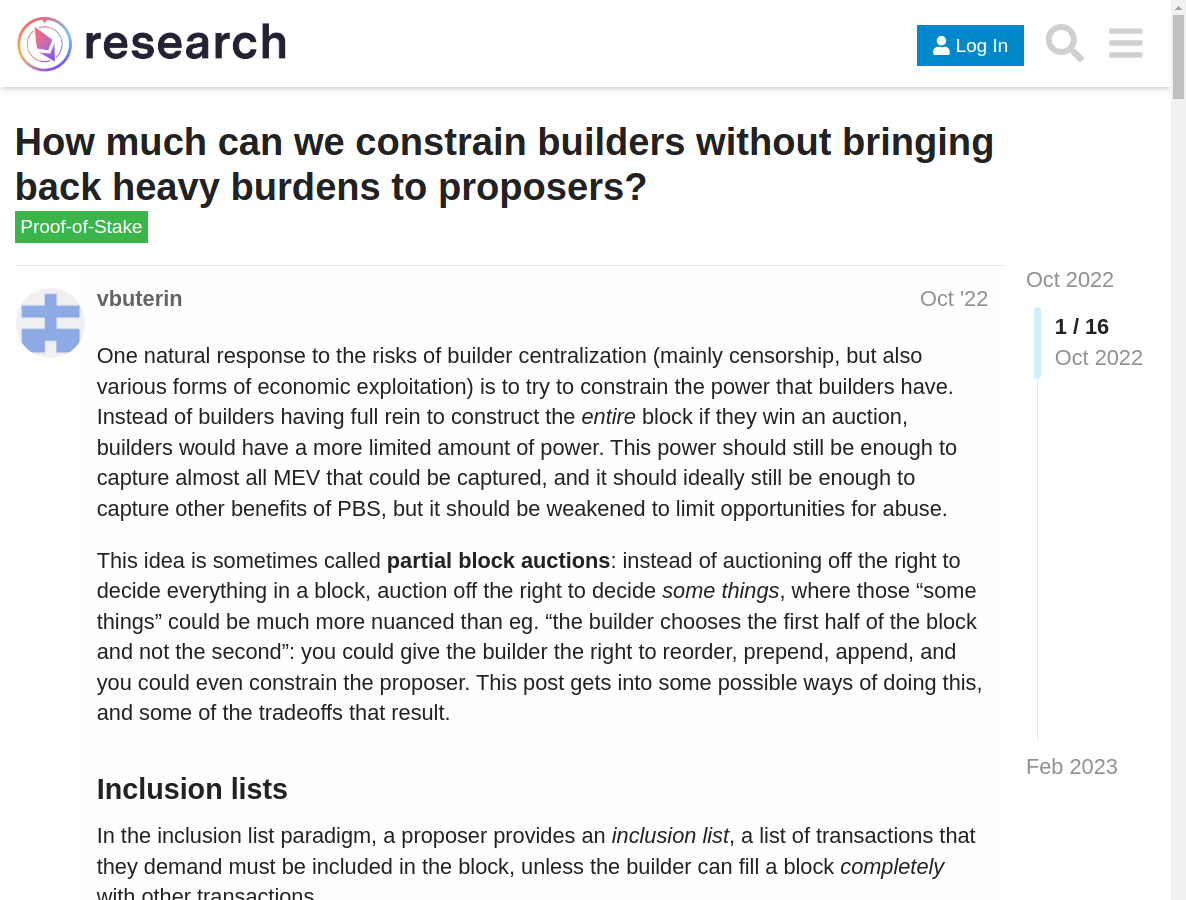 research
Log In
How much can we constrain builders without bringing
back heavy burdens to proposers?
Proof-of-Stake
vbuterin
Oct '22
One natural response to the risks of builder centralization (mainly censorship, but also
various forms of economic exploitation) is to try to constrain the power that builders have.
Instead of builders having full rein to construct the entire block if they win an auction,
builders would have a more limited amount of power. This power should still be enough to
capture almost all MEV that could be captured, and it should ideally still be enough to
capture other benefits of PBS, but it should be weakened to limit opportunities for abuse.
This idea is sometimes called partial block auctions: instead of auctioning off the right to
decide everything in a block, auction off the right to decide some things, where those “some
things” could be much more nuanced than eg. “the builder chooses the first half of the block
and not the second”: you could give the builder the right to reorder, prepend, append, and
you could even constrain the proposer. This post gets into some possible ways of doing this,
and some of the tradeoffs that result.
Inclusion lists
In the inclusion list paradigm, a proposer provides an inclusion list, a list of transactions that
they demand must be included in the block, unless the builder can fill a block completely
with other transactions.
Oct 2022
1 / 16
Oct 2022
Feb 2023